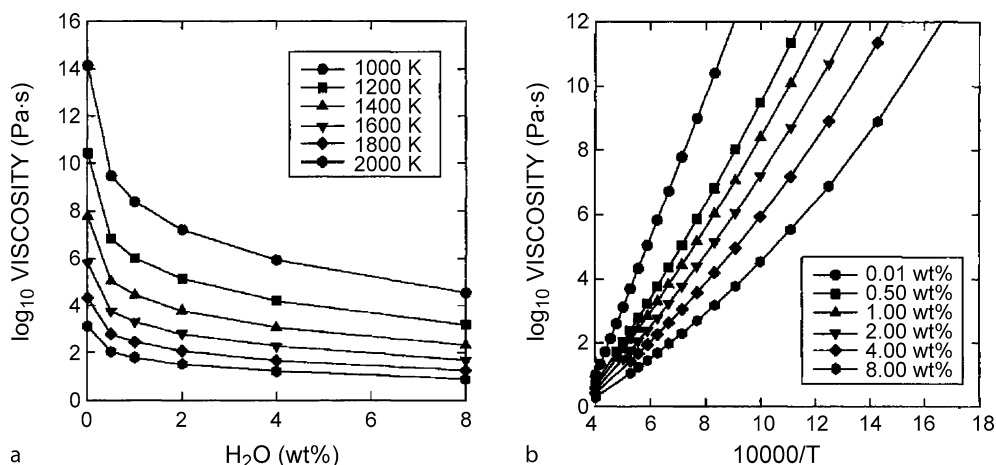 16
14
12
10
8
6
4
2
0
log10 VISCOSITY (Pa·s)
1000 K
1200 K
1400 K
1600 K
1800 K
2000 K
0 2 4 6 8
H2O (wt%)
a
12
10
8
6
4
2
0
log10 VISCOSITY (Pa·s)
0.01 wt%
0.50 wt%
1.00 wt%
2.00 wt%
4.00 wt%
8.00 wt%
4 6 8 10 12 14 16 18
10000/T
b